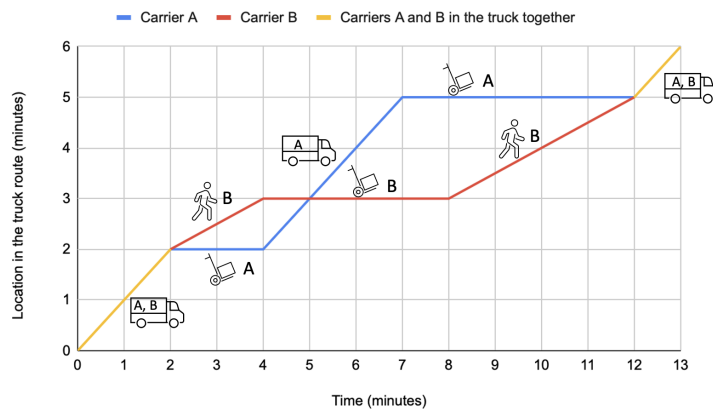 Carrier A Carrier B Carriers A and B in the truck together
6
5
4
3
2
1
0
A
A, B
B
A
B
B
A
A, B
0 1 2 3 4 5 6 7 8 9 10 11 12 13
Location in the truck route (minutes)
Time (minutes)